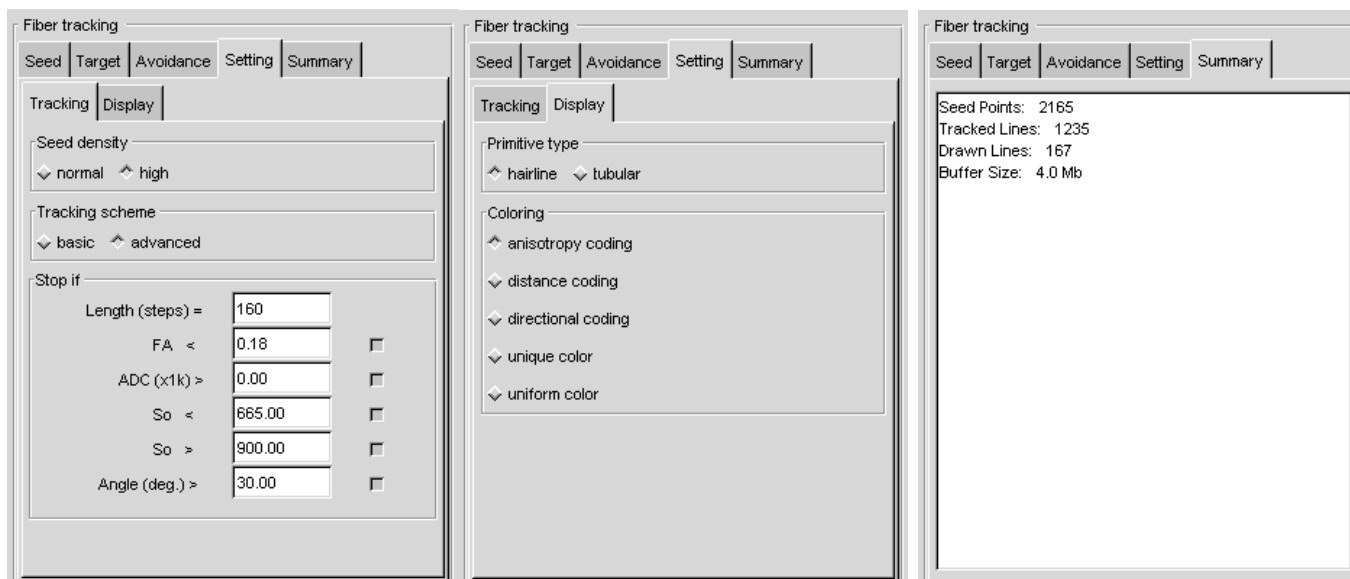 Fiber tracking
Seed Target Avoidance Setting Summary
Tracking Display
Seed density
normal high
Tracking scheme
basic advanced
Stop if
Length (steps) = 160
FA < 0.18
ADC (x1k) > 0.00
So < 665.00
So > 900.00
Angle (deg.) > 30.00
Fiber tracking
Seed Target Avoidance Setting Summary
Tracking Display
Primitive type
hairline tubular
Coloring
anisotropy coding
distance coding
directional coding
unique color
uniform color
Fiber tracking
Seed Target Avoidance Setting Summary
Seed Points: 2165
Tracked Lines: 1235
Drawn Lines: 167
Buffer Size: 4.0 Mb